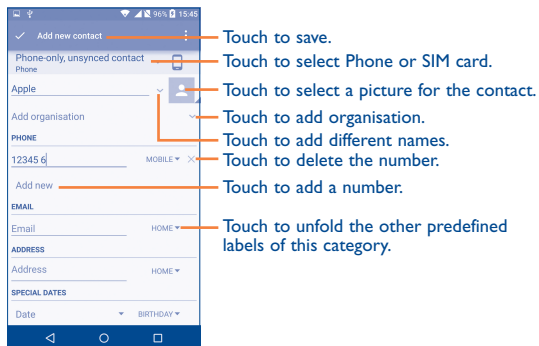 96% 15:45
Add new contact
Touch to save.
Phone-only, unsynced contact
Phone
Touch to select Phone or SIM card.
Apple
Touch to select a picture for the contact.
Add organisation
Touch to add organisation.
Touch to add different names.
PHONE
12345 6
MOBILE
Touch to delete the number.
Add new
Touch to add a number.
EMAIL
Email
HOME
Touch to unfold the other predefined
labels of this category.
ADDRESS
Address
HOME
SPECIAL DATES
Date
BIRTHDAY